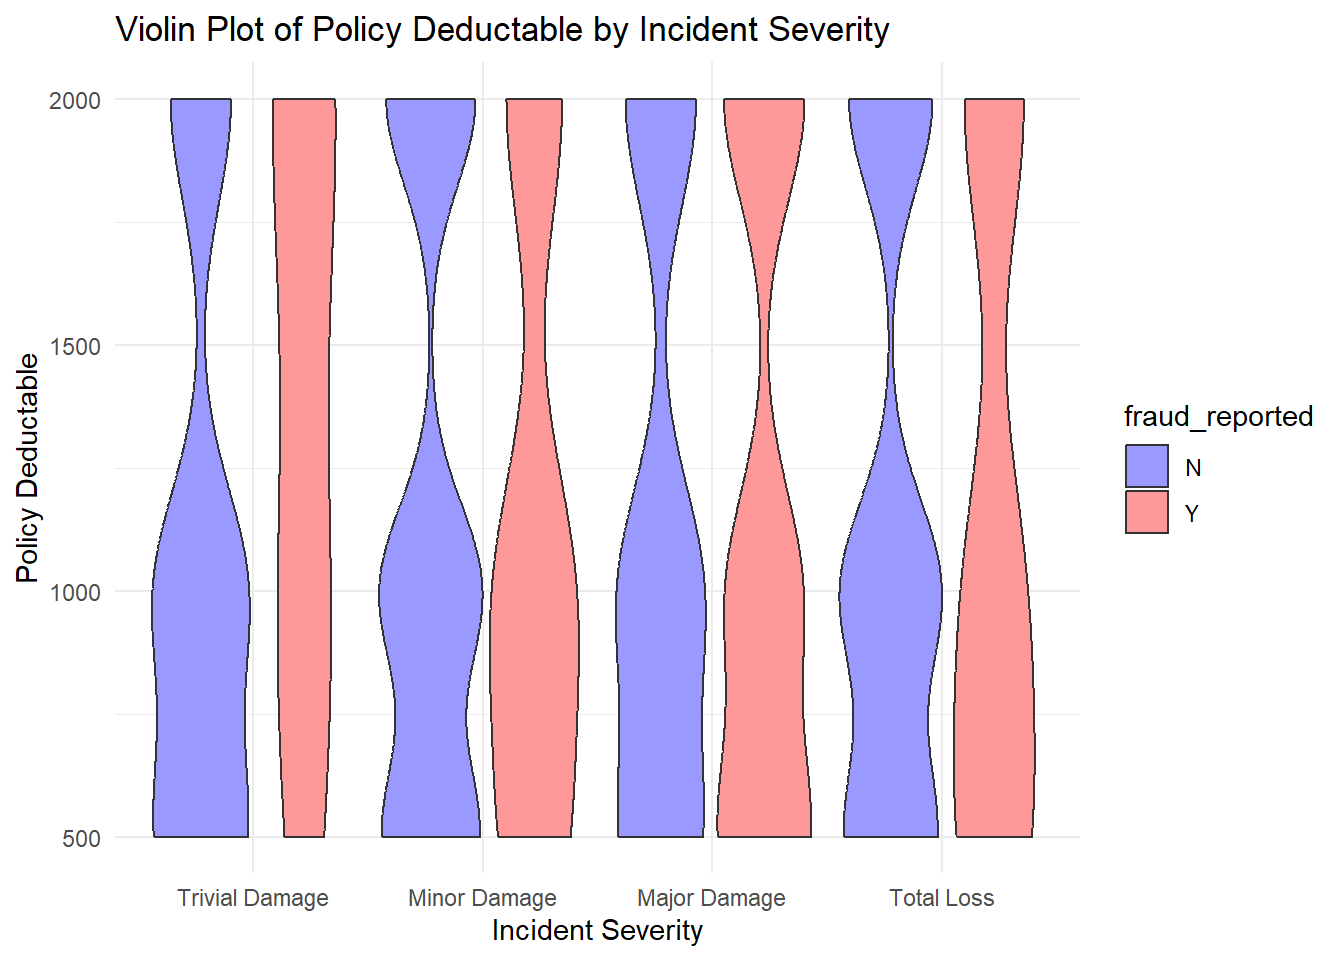 Violin Plot of Policy Deductable by Incident Severity
2000
1500
1000
500
Policy Deductable
Trivial Damage
Minor Damage
Major Damage
Total Loss
Incident Severity
fraud_reported
N
Y